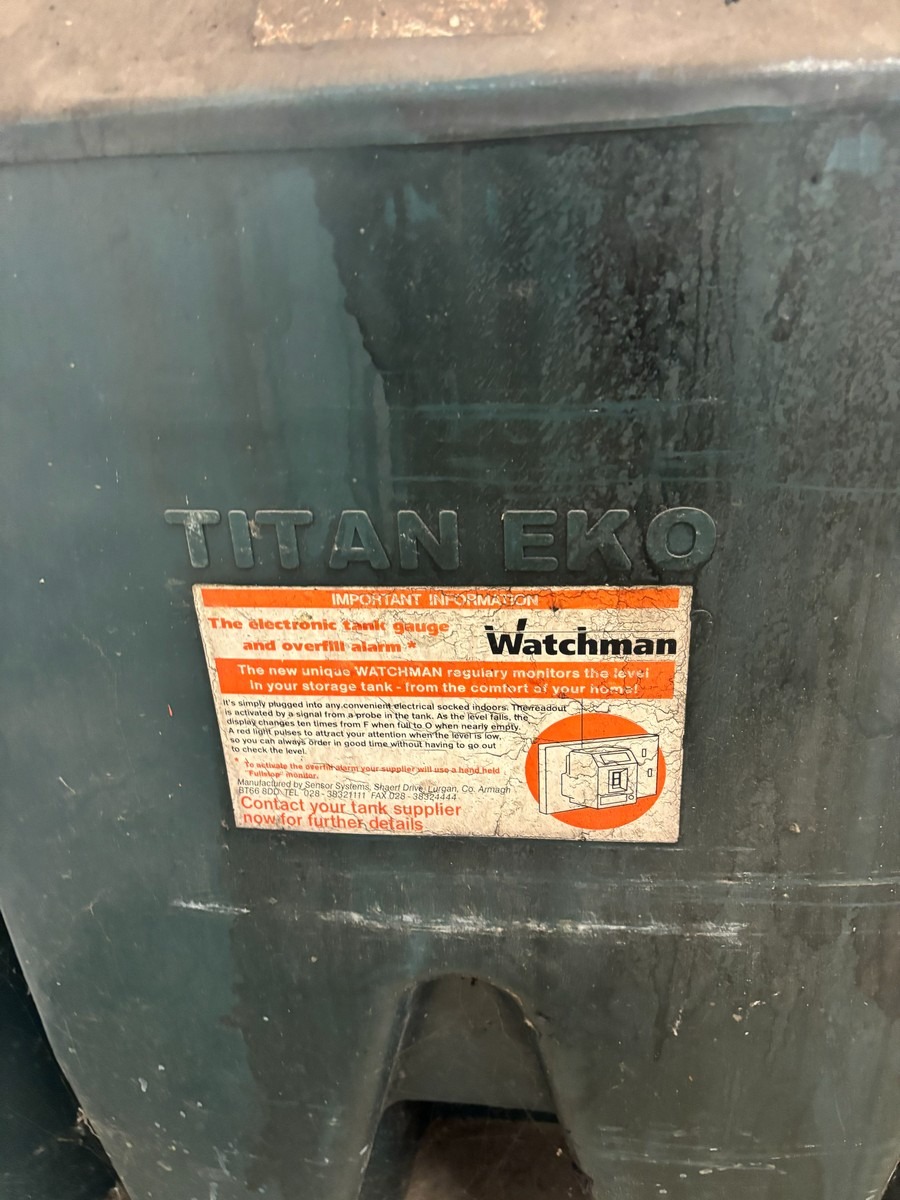 TITAN EKO
IMPORTANT INFORMATION
The electronic tank gauge
and overfill alarm *
Watchman
The new unique WATCHMAN regulary monitors the level
in your storage tank - from the comfort of your home!
It's simply plugged into any convenient electrical socked indoors. The readout
is activated by a signal from a probe in the tank. As the level falls, the
display changes ten times from F when full to O when nearly empty.
A red light pulses to attract your attention when the level is low,
so you can always order in good time without having to go out
to check the level.
* To activate the overfill alarm your supplier will use a hand held
"Fullstop" monitor.
Manufactured by Sensor Systems, Shaerf Drive, Lurgan, Co. Armagh
BT66 8DD TEL 028 - 38321111 FAX 028 - 38324444
Contact your tank supplier
now for further details